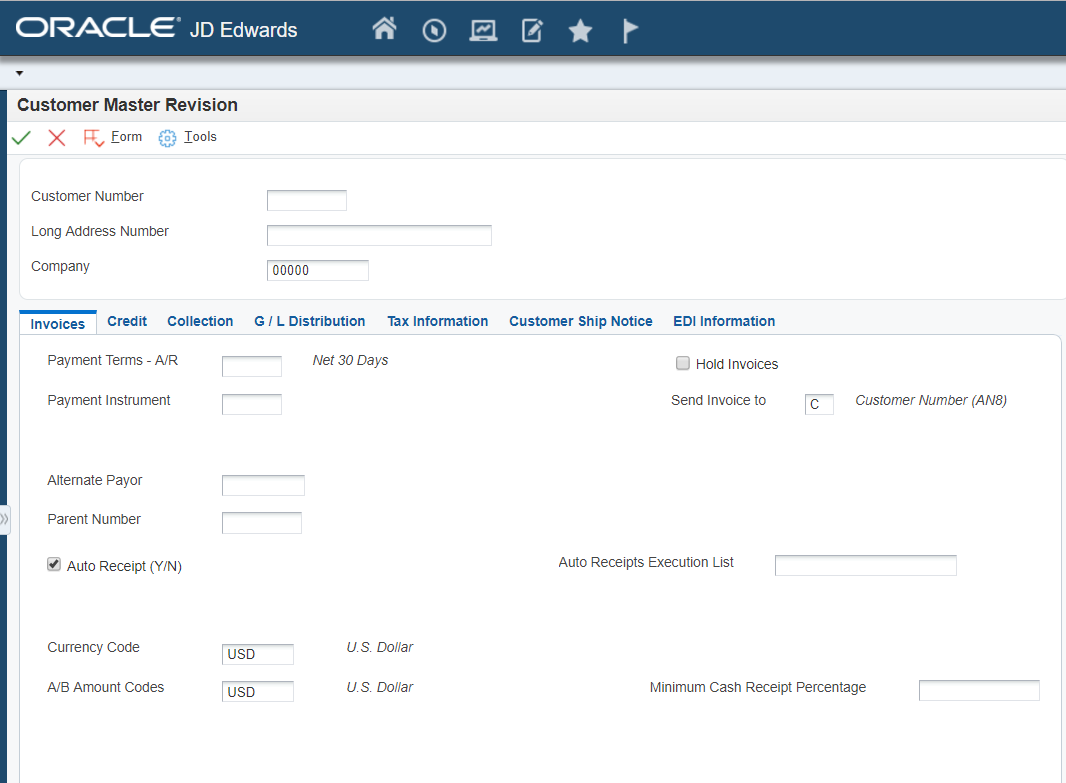 ORACLE® JD Edwards
Customer Master Revision
Form Tools
Customer Number
Long Address Number
Company 00000
Invoices Credit Collection G / L Distribution Tax Information Customer Ship Notice EDI Information
Payment Terms - A/R Net 30 Days Hold Invoices
Payment Instrument Send Invoice to C Customer Number (AN8)
Alternate Payor
Parent Number
Auto Receipt (Y/N) Auto Receipts Execution List
Currency Code USD U.S. Dollar
A/B Amount Codes USD U.S. Dollar Minimum Cash Receipt Percentage